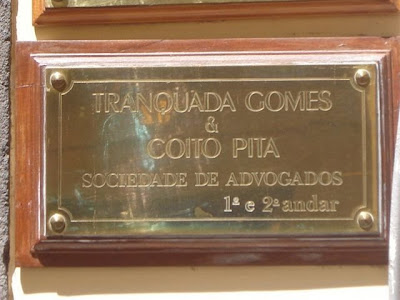 TRANQUADA GOMES
&
COITO PITA
SOCIEDADE DE ADVOGADOS
1º e 2º andar